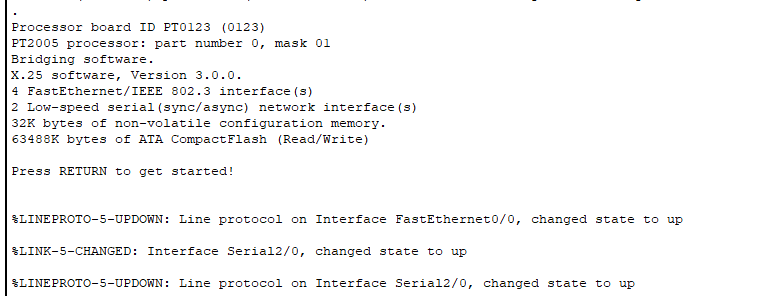 .
Processor board ID PT0123 (0123)
PT2005 processor: part number 0, mask 01
Bridging software.
X.25 software, Version 3.0.0.
4 FastEthernet/IEEE 802.3 interface(s)
2 Low-speed serial(sync/async) network interface(s)
32K bytes of non-volatile configuration memory.
63488K bytes of ATA CompactFlash (Read/Write)
Press RETURN to get started!
%LINEPROTO-5-UPDOWN: Line protocol on Interface FastEthernet0/0, changed state to up
%LINK-5-CHANGED: Interface Serial2/0, changed state to up
%LINEPROTO-5-UPDOWN: Line protocol on Interface Serial2/0, changed state to up